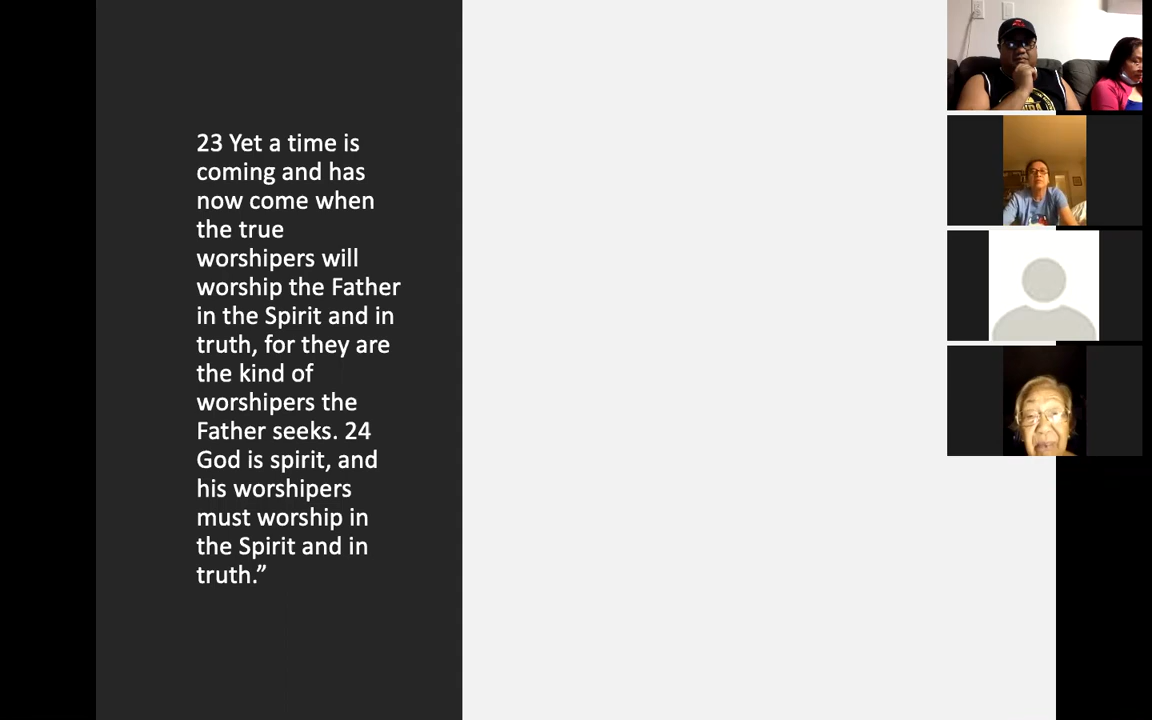 23 Yet a time is
coming and has
now come when
the true
worshipers will
worship the Father
in the Spirit and in
truth, for they are
the kind of
worshipers the
Father seeks. 24
God is spirit, and
his worshipers
must worship in
the Spirit and in
truth.”